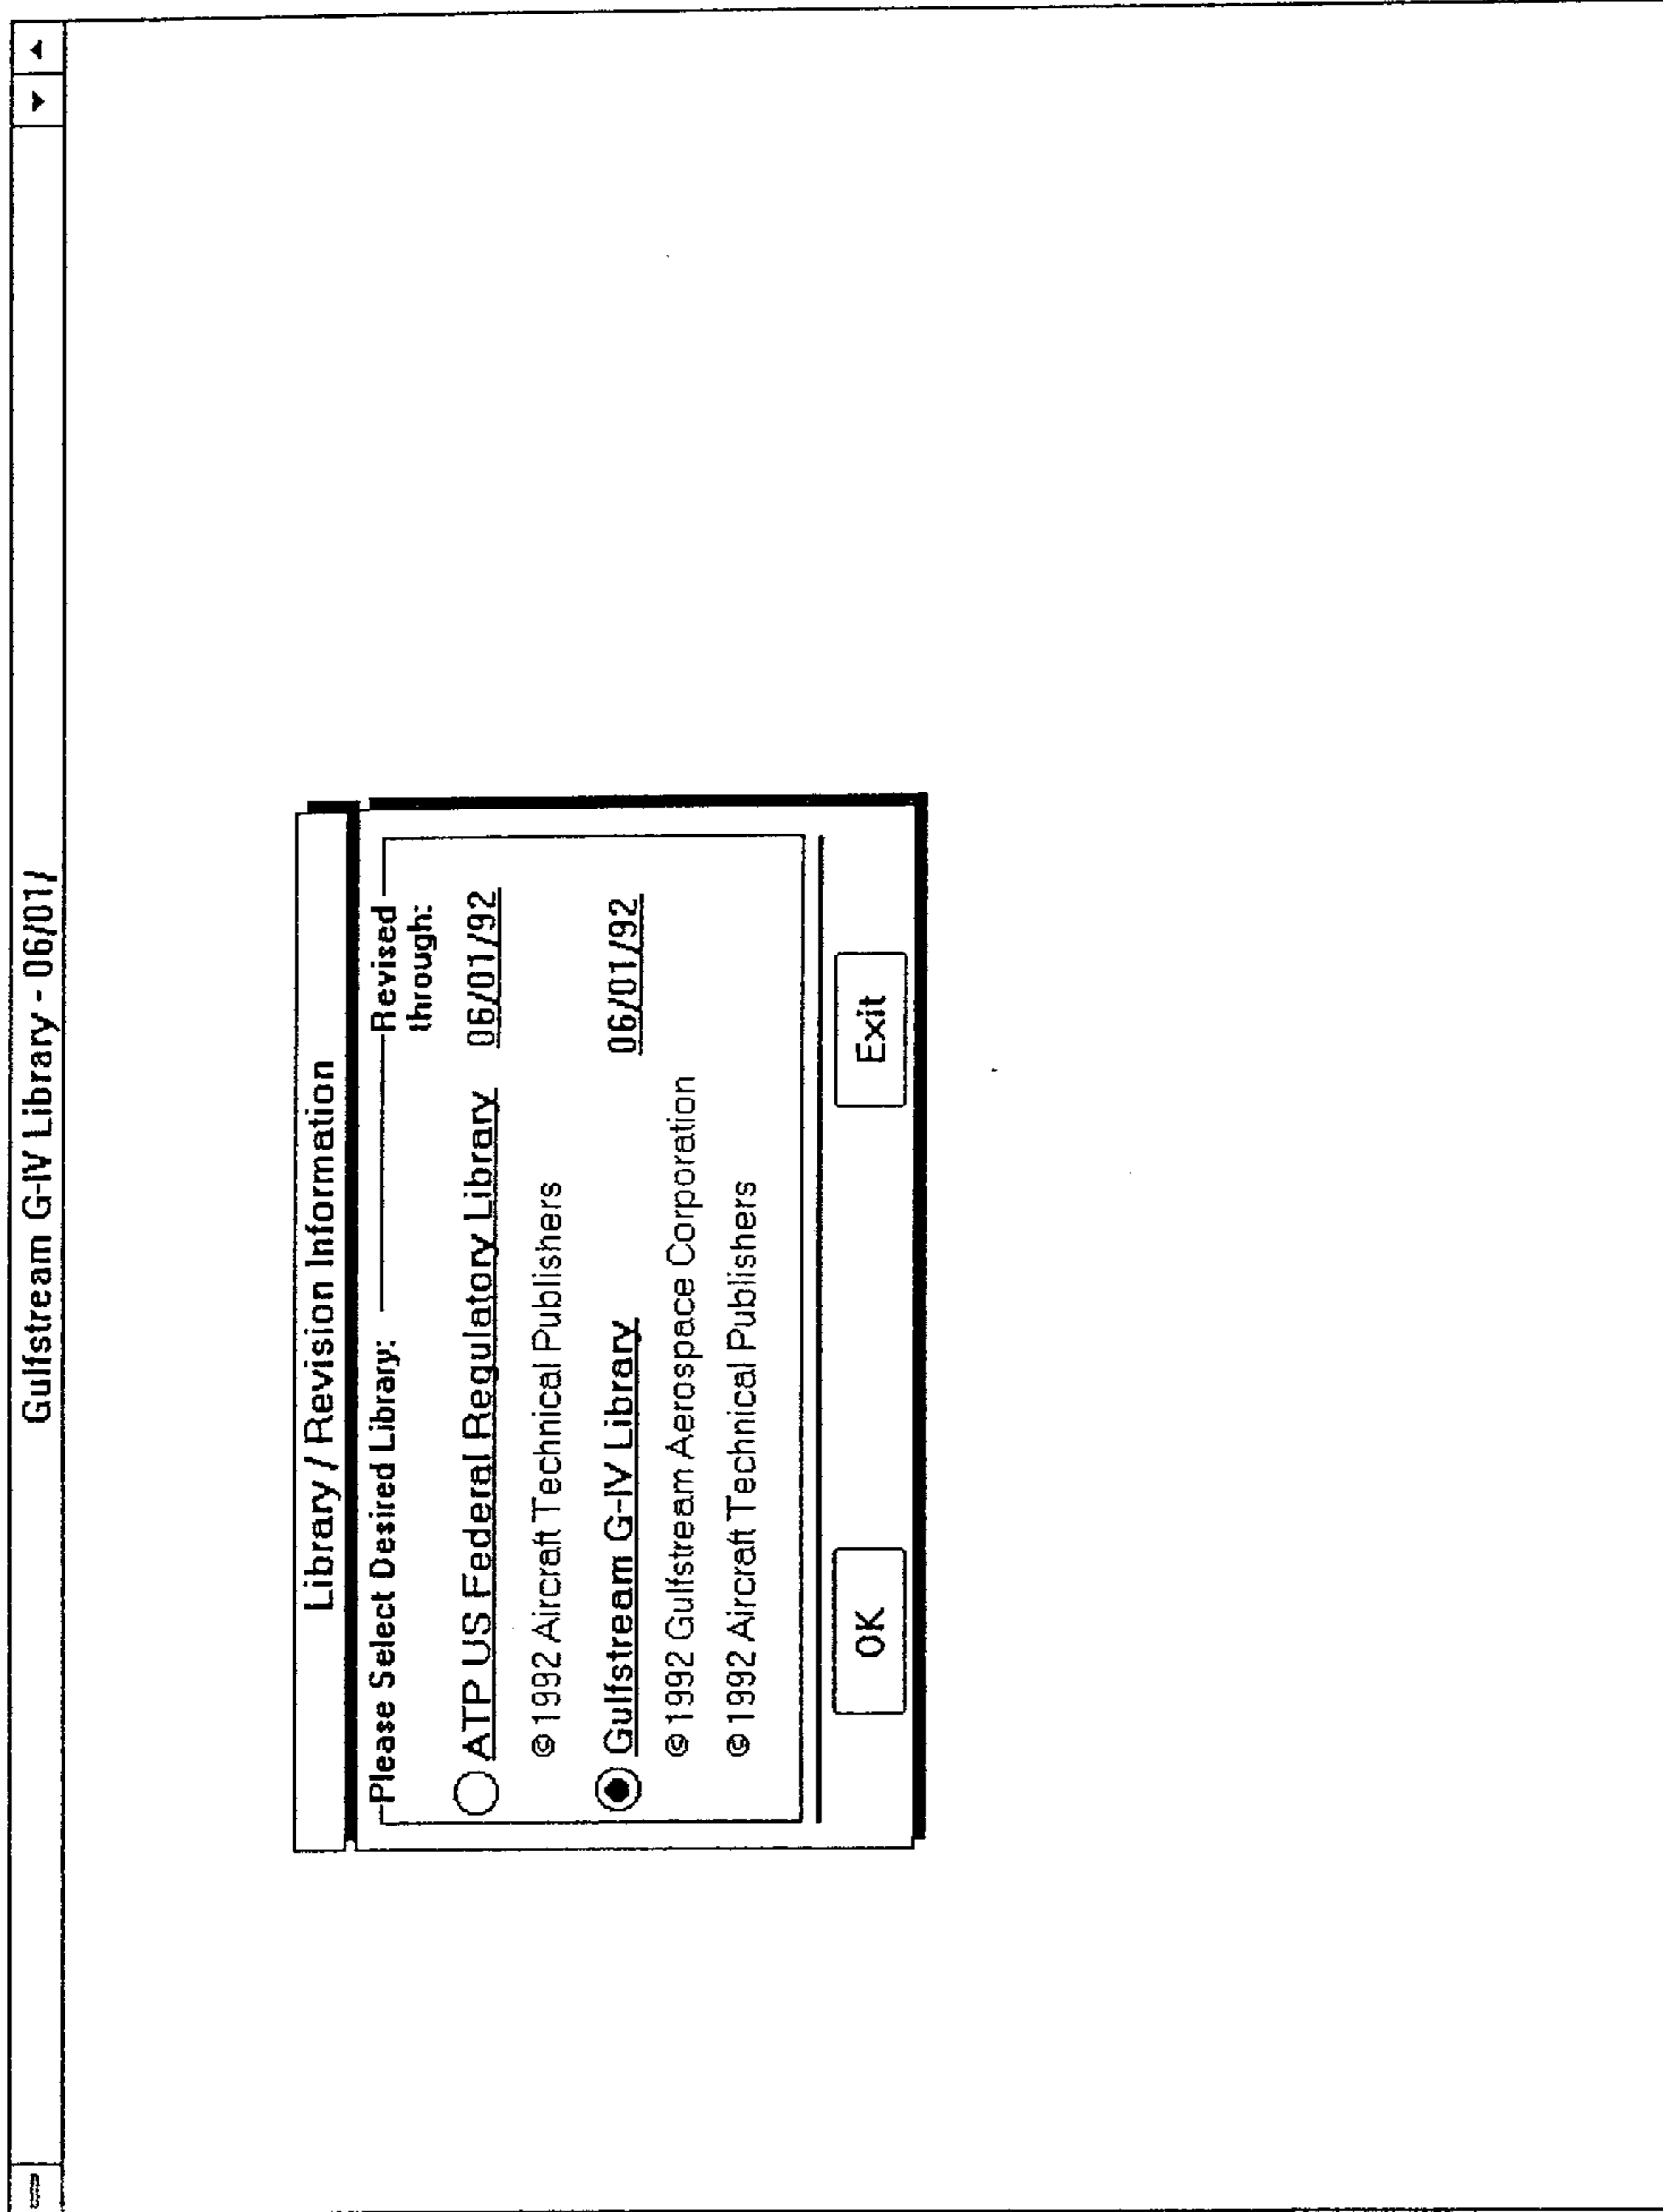 Gulfstream G-IV Library - 06/01/
Library / Revision Information
Please Select Desired Library: Revised
through:
ATP US Federal Regulatory Library 06/01/92
© 1992 Aircraft Technical Publishers
Gulfstream G-IV Library 06/01/92
© 1992 Gulfstream Aerospace Corporation
© 1992 Aircraft Technical Publishers
OK Exit